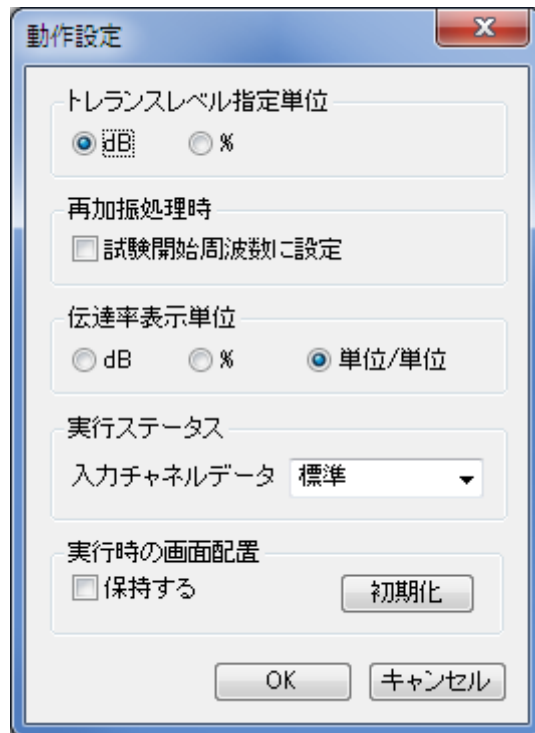 動作設定
トレランスレベル指定単位
dB %
再加振処理時
試験開始周波数に設定
伝達率表示単位
dB % 単位/単位
実行ステータス
入力チャネルデータ 標準
実行時の画面配置
保持する 初期化
OK キャンセル